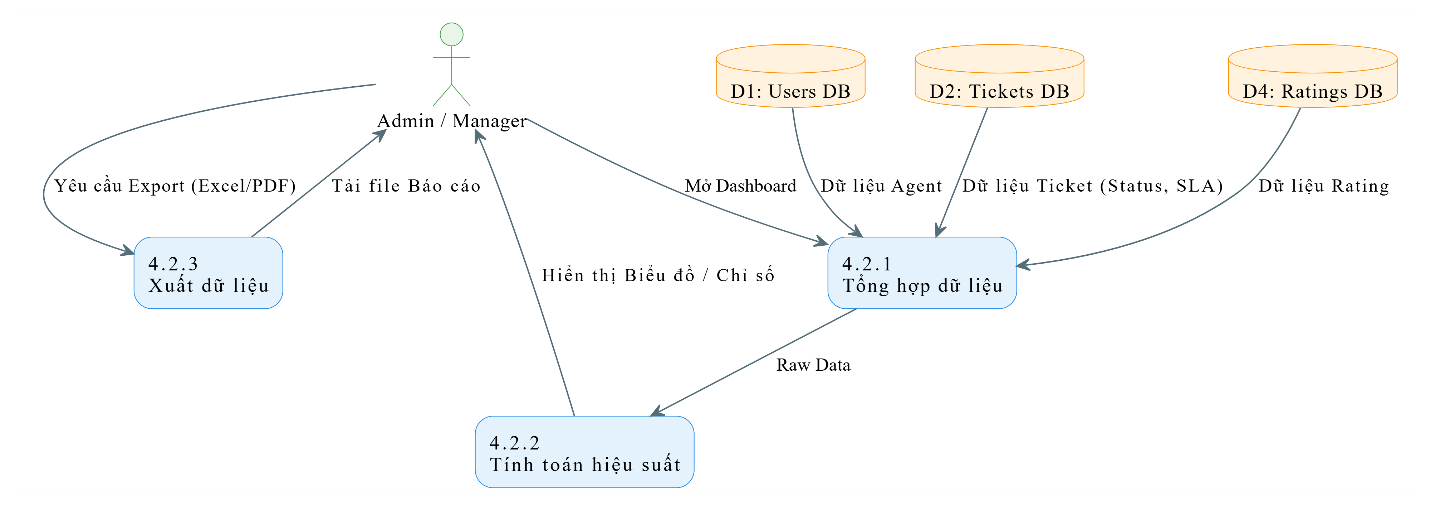 D1: Users DB
D2: Tickets DB
D4: Ratings DB
Admin / Manager
Yêu cầu Export (Excel/PDF)
Tải file Báo cáo
Mở Dashboard
Dữ liệu Agent
Dữ liệu Ticket (Status, SLA)
Dữ liệu Rating
4.2.3
Xuất dữ liệu
Hiển thị Biểu đồ / Chỉ số
4.2.1
Tổng hợp dữ liệu
Raw Data
4.2.2
Tính toán hiệu suất